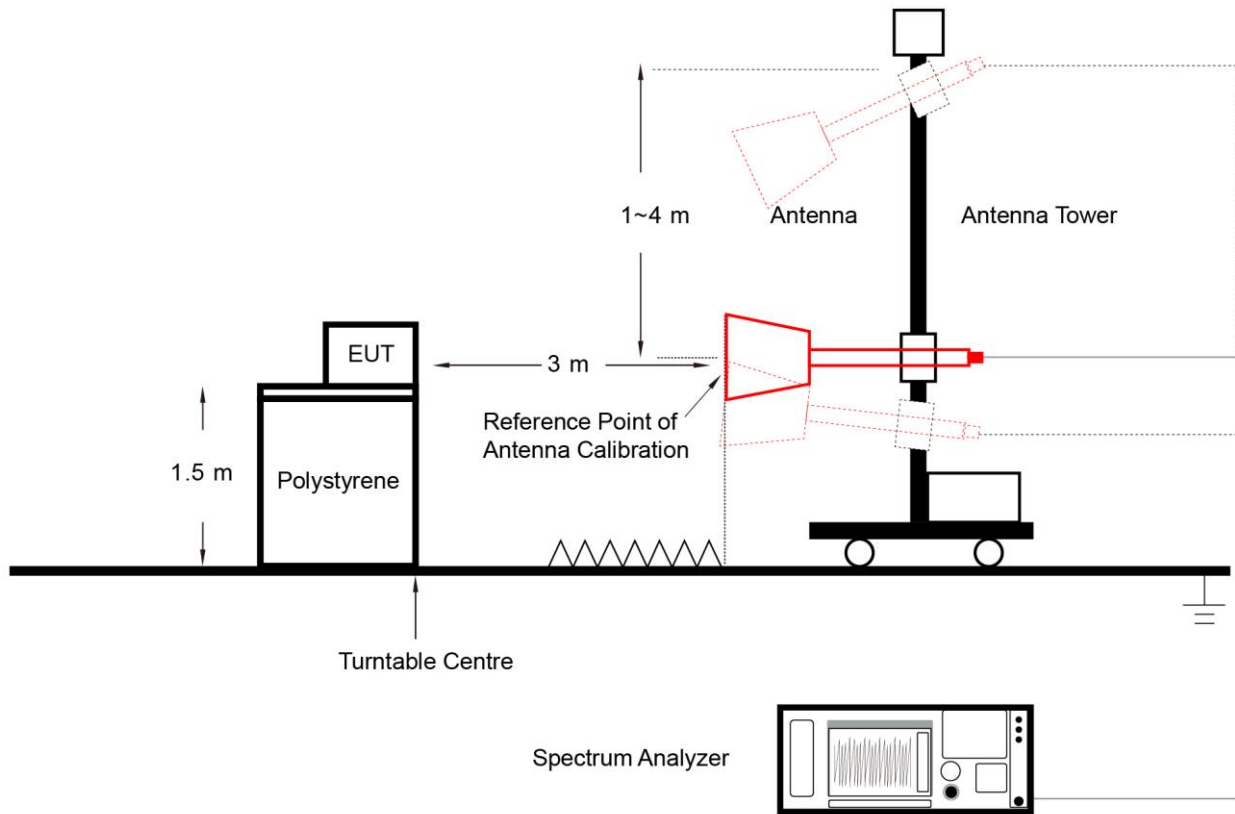 1~4 m
Antenna
Antenna Tower
EUT
3 m
Reference Point of
Antenna Calibration
1.5 m
Polystyrene
Turntable Centre
Spectrum Analyzer